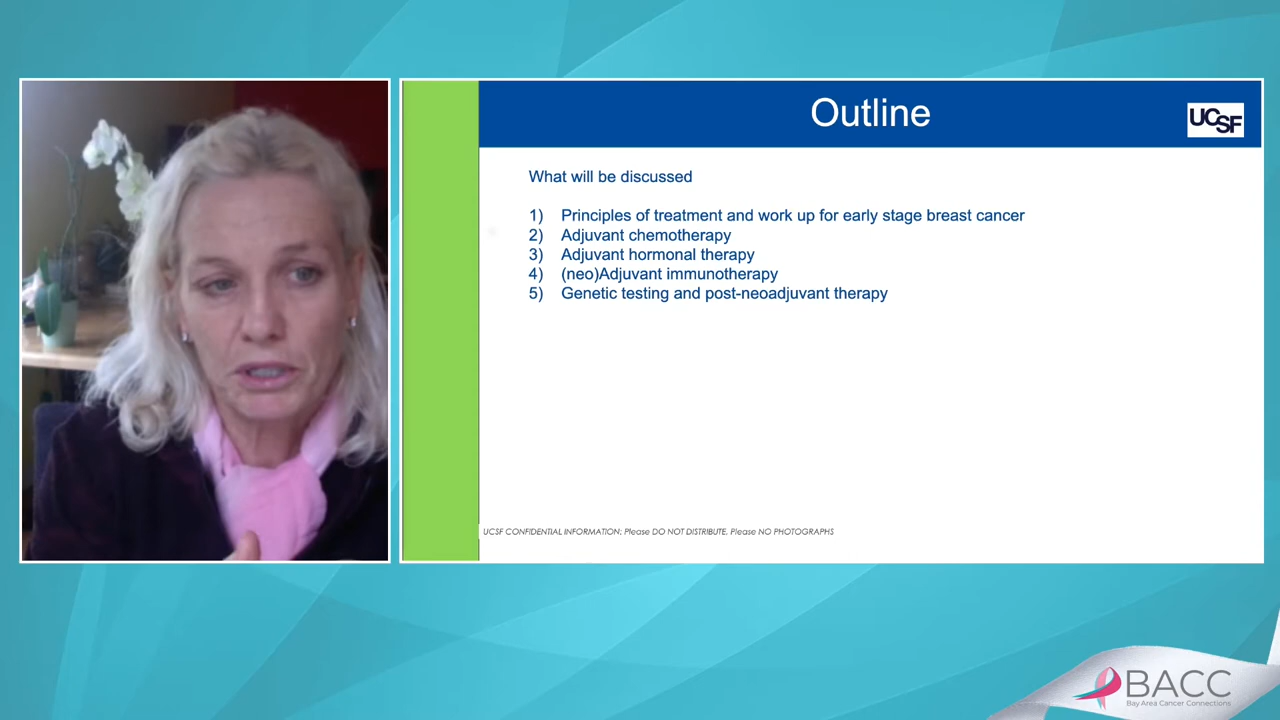 Outline
UCSF
What will be discussed
1) Principles of treatment and work up for early stage breast cancer
2) Adjuvant chemotherapy
3) Adjuvant hormonal therapy
4) (neo)Adjuvant immunotherapy
5) Genetic testing and post-neoadjuvant therapy
UCSF CONFIDENTIAL INFORMATION: Please DO NOT DISTRIBUTE, Please NO PHOTOGRAPHS
BACC
Bay Area Cancer Connections